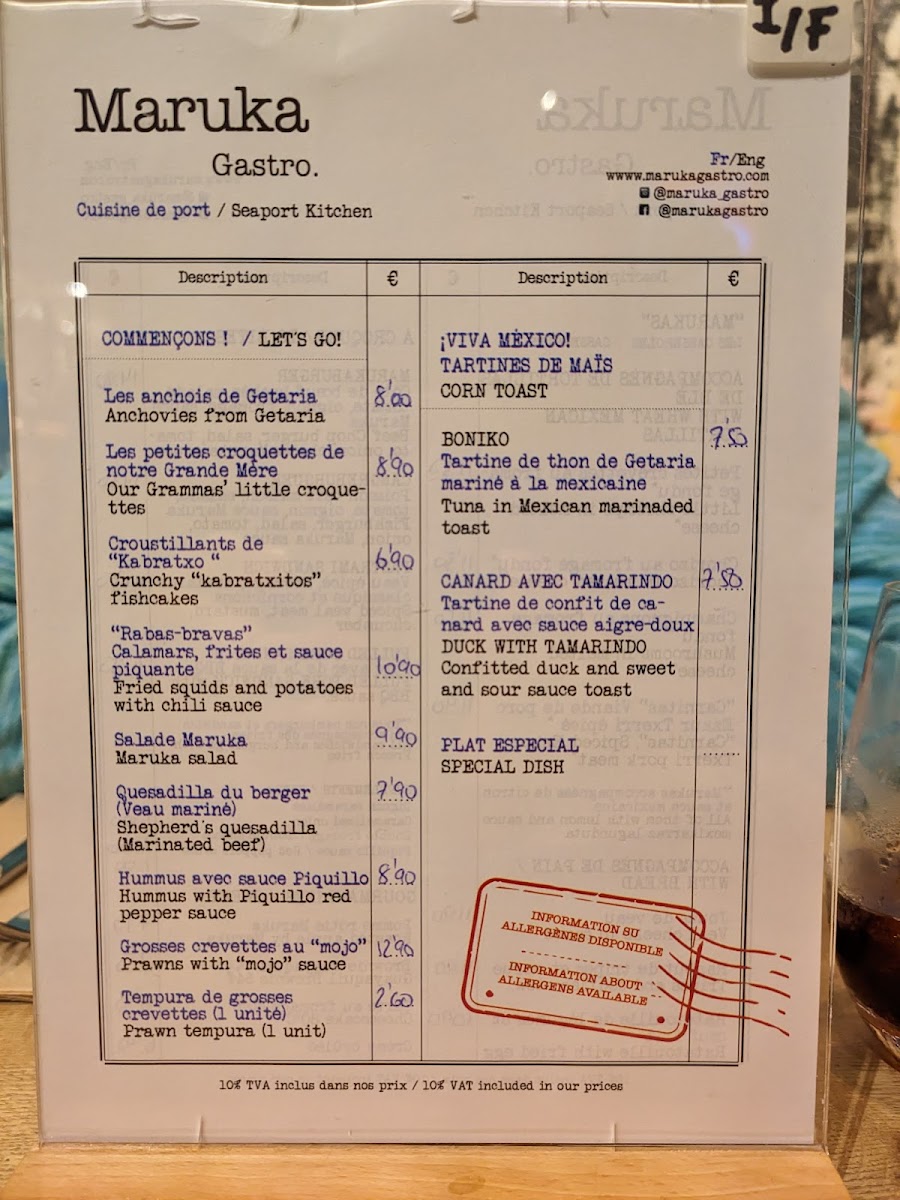 I/F
Maruka
Gastro.
Fr/Eng
www.marukagastro.com
@maruka_gastro
@marukagastro
Cuisine de port / Seaport Kitchen
Description €
COMMENÇONS ! / LET'S GO!
Les anchois de Getaria 8'00
Anchovies from Getaria
Les petites croquettes de
notre Grande Mére 8'90
Our Grammas' little croque-
ttes
Croustillants de
"Kabratxo " 6'90
Crunchy "kabratxitos"
fishcakes
"Rabas-bravas"
Calamars, frites et sauce
piquante 10'90
Fried squids and potatoes
with chili sauce
Salade Maruka 9'90
Maruka salad
Quesadilla du berger 7'90
(Veau mariné)
Shepherd's quesadilla
(Marinated beef)
Hummus avec sauce Piquillo 8'90
Hummus with Piquillo red
pepper sauce
Grosses crevettes au "mojo" 12'90
Prawns with "mojo" sauce
Tempura de grosses 2'60
crevettes (1 unité)
Prawn tempura (1 unit)
Description €
¡VIVA MÈXICO!
TARTINES DE MAÏS
CORN TOAST
BONIKO 7'50
Tartine de thon de Getaria
mariné à la mexicaine
Tuna in Mexican marinaded
toast
CANARD AVEC TAMARINDO 7'50
Tartine de confit de ca-
nard avec sauce aigre-doux
DUCK WITH TAMARINDO
Confitted duck and sweet
and sour sauce toast
PLAT ESPECIAL
SPECIAL DISH
INFORMATION SU
ALLERGÈNES DISPONIBLE
INFORMATION ABOUT
ALLERGENS AVAILABLE
10% TVA inclus dans nos prix / 10% VAT included in our prices